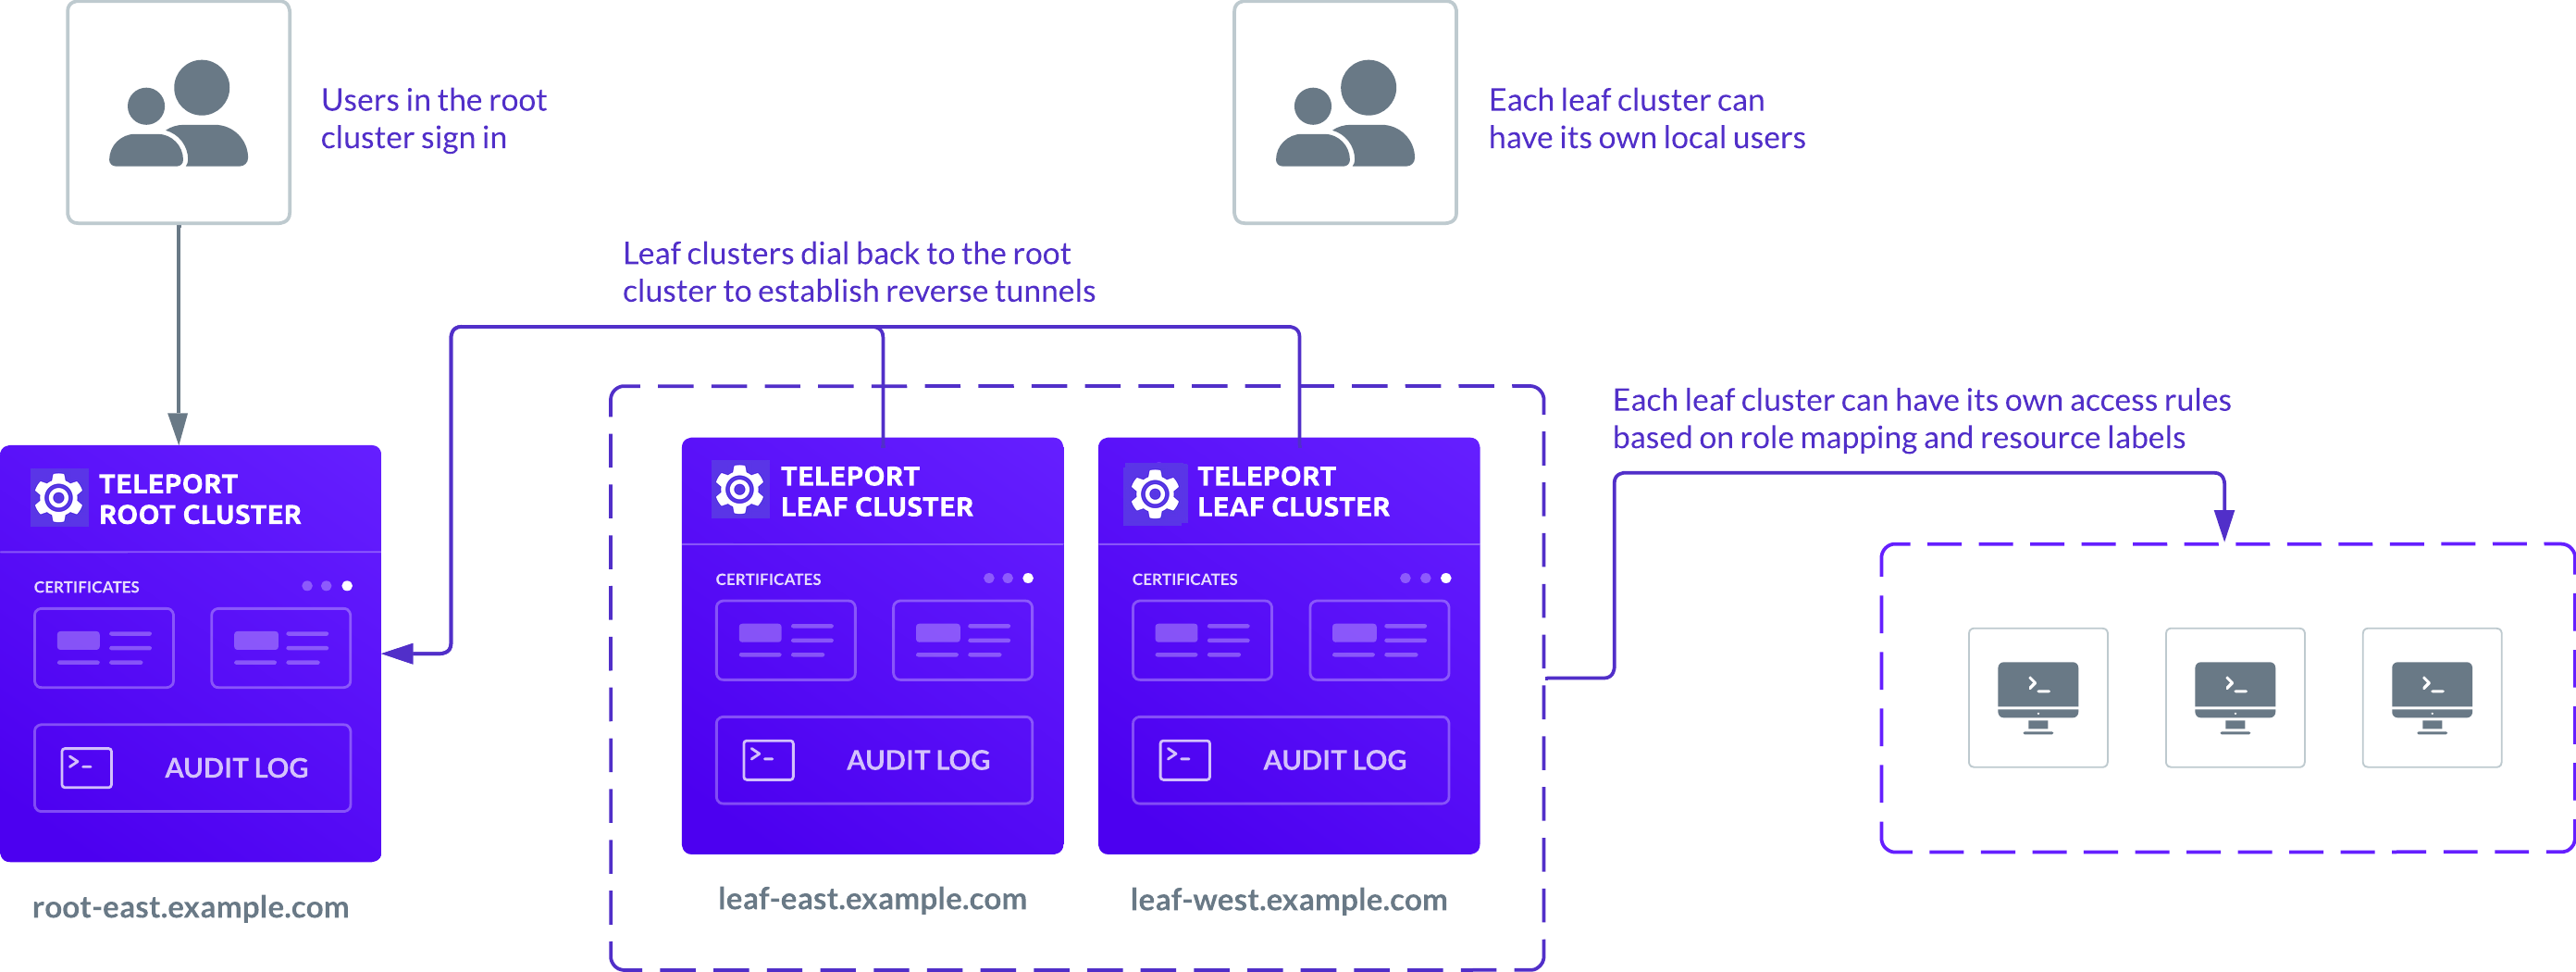 Users in the root
cluster sign in
Each leaf cluster can
have its own local users
Leaf clusters dial back to the root
cluster to establish reverse tunnels
Each leaf cluster can have its own access rules
based on role mapping and resource labels
TELEPORT
ROOT CLUSTER
CERTIFICATES
>_
AUDIT LOG
root-east.example.com
TELEPORT
LEAF CLUSTER
CERTIFICATES
>_
AUDIT LOG
leaf-east.example.com
TELEPORT
LEAF CLUSTER
CERTIFICATES
>_
AUDIT LOG
leaf-west.example.com
>_
>_
>_